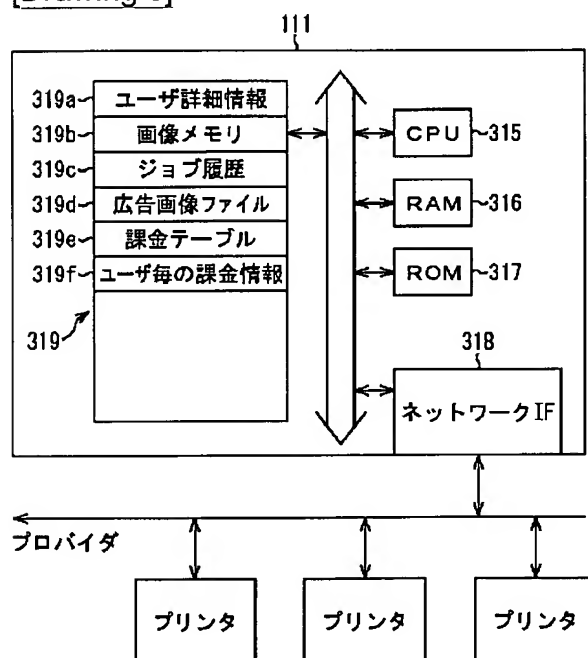 111
319a ユーザ詳細情報
319b 画像メモリ
319c ジョブ履歴
319d 広告画像ファイル
319e 課金テーブル
319f ユーザ毎の課金情報
319
CPU 315
RAM 316
ROM 317
318
ネットワークIF
プロバイダ
プリンタ プリンタ プリンタ